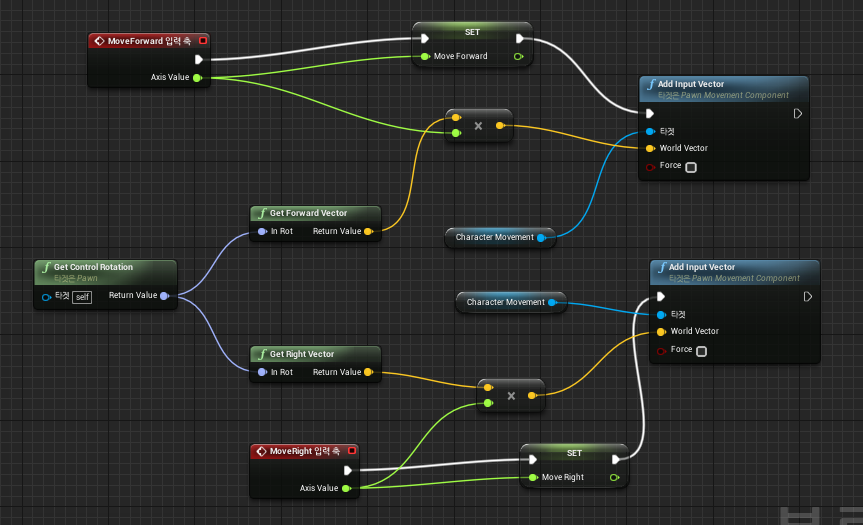 MoveForward 입력 축
Axis Value
SET
Move Forward
×
Add Input Vector
타겟은 Pawn Movement Component
타겟
World Vector
Force
Get Forward Vector
In Rot
Return Value
Character Movement
Get Control Rotation
타겟은 Pawn
타겟
self
Return Value
Character Movement
Add Input Vector
타겟은 Pawn Movement Component
타겟
World Vector
Force
Get Right Vector
In Rot
Return Value
×
MoveRight 입력 축
Axis Value
SET
Move Right